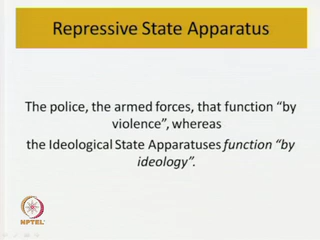 Repressive State Apparatus
The police, the armed forces, that function “by
violence”, whereas
the Ideological State Apparatuses function “by
ideology”.
NPTEL